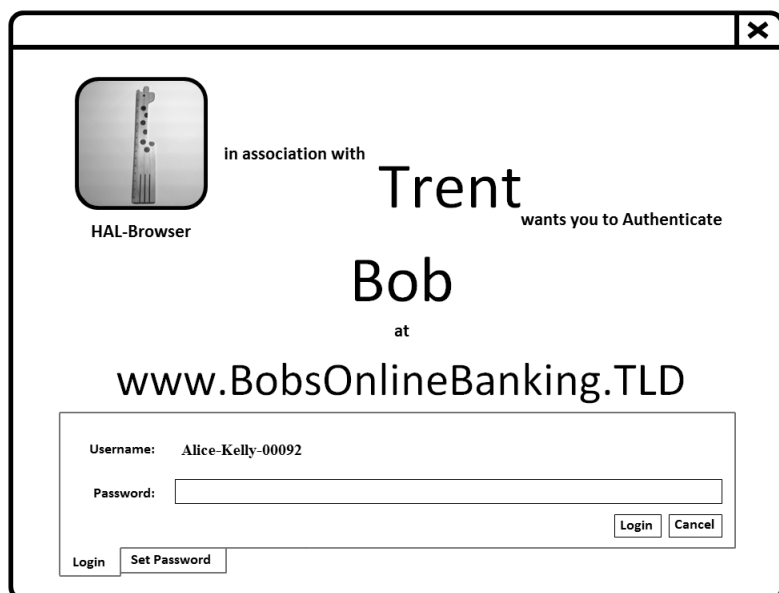 in association with
Trent
wants you to Authenticate
HAL-Browser
Bob
at
www.BobsOnlineBanking.TLD
Username: Alice-Kelly-00092
Password:
Login Cancel
Login Set Password